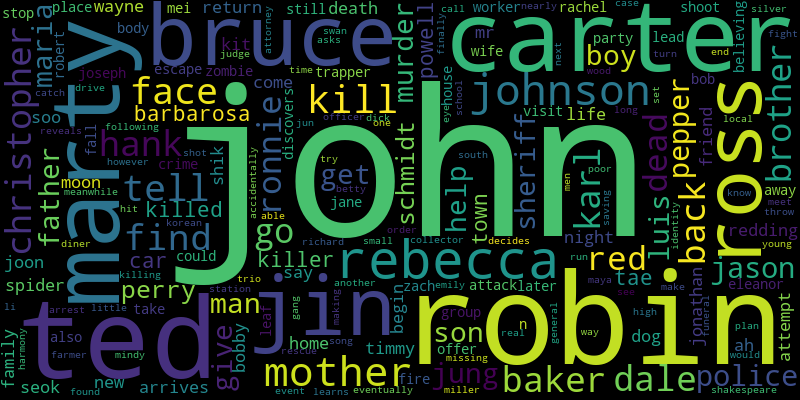 stop
place
wayne
bruce
mei
return
still
death
powell
call
worker
nearly
rachel
case
silver
carter
maria
body
swan
judge
attorney
mr
boy
party
shoot
believing
robert
kit
asks
time
trapper
wife
lead
turn
fight
christopher
marty
joseph
escape
zombie
murder
eye
house
next
end
face
kill
johnson
bob
wood
drive
catch
barbarosa
ronnie
come
discovers
officer
dick
visit
life
set
long
pepper
brother
soo
reveals
hank
following
fall
however
shot
jun
one
school
sheriff
karl
dead
friend
local
ross
father
crime
shik
accidentally
try
get
schmidt
help
south
men
poor
back
away
know
moon
meanwhile
tell
john
betty
jane
town
saving
identity
meet
throw
hit
killed
korean
able
richard
order
night
luis
redding
young
diner
find
go
small
collector
decides
run
maya
joon
car
could
killer
say
rebecca
red
jason
spider
killing
station
trio
another
zach
emily
attack
later
tae
see
make
eleanor
perry
man
leaf
making
begin
robin
real
general
way
dog
high
jonathan
funeral
attempt
li
ted
arrest
little
take
gang
jin
song
group
son
n
event
would
plan
family
harmony
also
give
bobby
home
timmy
offer
missing
ah
police
farmer
mindy
rescue
mother
fire
jung
baker
dale
shakespeare
seok
found
new
arrives
event
learns
eventually
miller